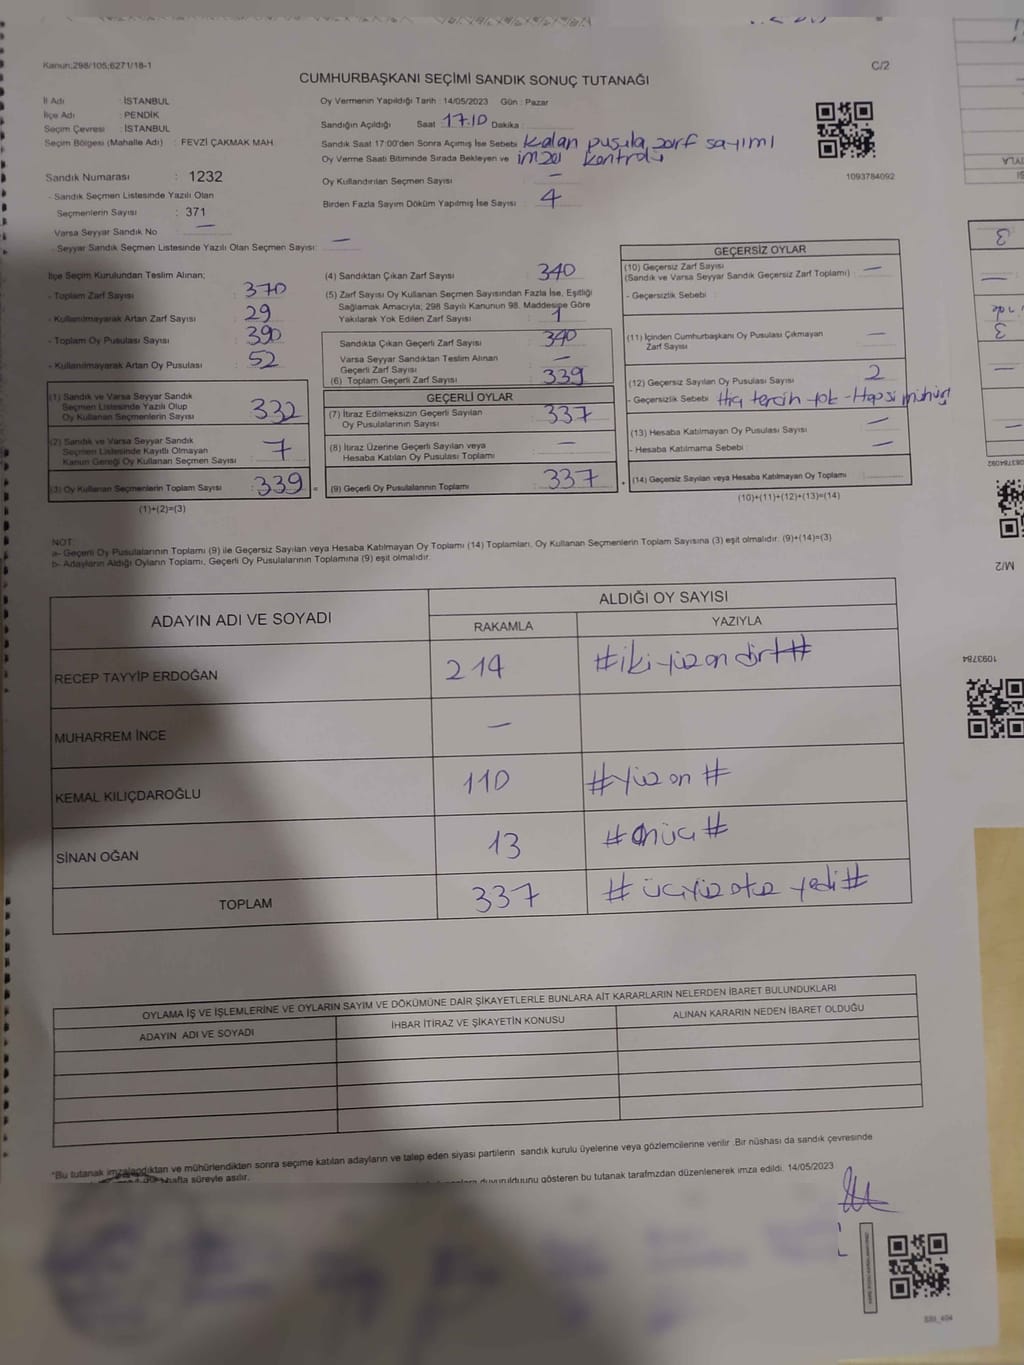 Kanun;298/105;6271/18-1
C/2
CUMHURBAŞKANI SEÇİMİ SANDIK SONUÇ TUTANAĞI
İl Adı : İSTANBUL
İlçe Adı : PENDİK
Seçim Çevresi : İSTANBUL
Seçim Bölgesi (Mahalle Adı) : FEVZİ ÇAKMAK MAH.
Sandık Numarası : 1232
- Sandık Seçmen Listesinde Yazılı Olan
Seçmenlerin Sayısı : 371
-Varsa Seyyar Sandık No : —
- Seyyar Sandık Seçmen Listesinde Yazılı Olan Seçmen Sayısı: —
Oy Vermenin Yapıldığı Tarih : 14/05/2023 Gün : Pazar
Sandığın Açıldığı Saat 17.10 Dakika :
Sandık Saat 17:00'den Sonra Açımış İse Sebebi Kalan pusula zarf sayımı
Oy Verme Saati Bitiminde Sırada Bekleyen ve imza kontrolü
Oy Kullandırılan Seçmen Sayısı —
Birden Fazla Sayım Döküm Yapılmış İse Sayısı : 4
1093784092
İlçe Seçim Kurulundan Teslim Alınan;
- Toplam Zarf Sayısı : 370
- Kullanılmayarak Artan Zarf Sayısı : 29
- Toplam Oy Pusulası Sayısı : 390
- Kullanılmayarak Artan Oy Pusulası : 52
(1) Sandık ve Varsa Seyyar Sandık
Seçmen Listesinde Yazılı Olup
Oy Kullanan Seçmenlerin Sayısı : 332
(2) Sandık ve Varsa Seyyar Sandık
Seçmen Listesinde Kayıtlı Olmayan
Kanun Gereği Oy Kullanan Seçmen Sayısı : 7
(3) Oy Kullanan Seçmenlerin Toplam Sayısı : 339
(1)+(2)=(3)
(4) Sandıktan Çıkan Zarf Sayısı 340
(5) Zarf Sayısı Oy Kullanan Seçmen Sayısından Fazla İse, Eşitliği
Sağlamak Amacıyla; 298 Sayılı Kanunun 98. Maddesine Göre
Yakılarak Yok Edilen Zarf Sayısı : 1
Sandıkta Çıkan Geçerli Zarf Sayısı : 340
Varsa Seyyar Sandıktan Teslim Alınan
Geçerli Zarf Sayısı : —
(6) Toplam Geçerli Zarf Sayısı : 339
GEÇERLİ OYLAR
(7) İtiraz Edilmeksizin Geçerli Sayılan
Oy Pusulalarının Sayısı : 337
(8) İtiraz Üzerine Geçerli Sayılan veya
Hesaba Katılan Oy Pusulası Toplamı : —
= (9) Geçerli Oy Pusulalarının Toplamı : 337
GEÇERSİZ OYLAR
(10) Geçersiz Zarf Sayısı
(Sandık ve Varsa Seyyar Sandık Geçersiz Zarf Toplamı) : —
- Geçersizlik Sebebi :
(11) İçinden Cumhurbaşkanı Oy Pusulası Çıkmayan
Zarf Sayısı : —
(12) Geçersiz Sayılan Oy Pusulası Sayısı : 2
- Geçersizlik Sebebi : Hiç tercih yok - Hepsi mühür
(13) Hesaba Katılmayan Oy Pusulası Sayısı : —
- Hesaba Katılmama Sebebi : —
+ (14) Geçersiz Sayılan veya Hesaba Katılmayan Oy Toplamı :
(10)+(11)+(12)+(13)=(14)
NOT:
a- Geçerli Oy Pusulalarının Toplamı (9) ile Geçersiz Sayılan veya Hesaba Katılmayan Oy Toplamı (14) Toplamları, Oy Kullanan Seçmenlerin Toplam Sayısına (3) eşit olmalıdır. (9)+(14)=(3)
b- Adayların Aldığı Oyların Toplamı, Geçerli Oy Pusulalarının Toplamına (9) eşit olmalıdır.
ADAYIN ADI VE SOYADI
ALDIĞI OY SAYISI
RAKAMLA YAZIYLA
RECEP TAYYİP ERDOĞAN 214 #iki yüz on dört#
MUHARREM İNCE —
KEMAL KILIÇDAROĞLU 110 #Yüz on#
SİNAN OĞAN 13 #onüç#
TOPLAM 337 #üçyüz otuz yedi#
OYLAMA İŞ VE İŞLEMLERİNE VE OYLARIN SAYIM VE DÖKÜMÜNE DAİR ŞİKAYETLERLE BUNLARA AİT KARARLARIN NELERDEN İBARET BULUNDUKLARI
ADAYIN ADI VE SOYADI İHBAR İTİRAZ VE ŞİKAYETİN KONUSU ALINAN KARARIN NEDEN İBARET OLDUĞU
*Bu tutanak imzalandıktan ve mühürlendikten sonra seçime katılan adayların ve talep eden siyasi partilerin sandık kurulu üyelerine veya gözlemcilerine verilir .Bir nüshası da sandık çevresinde
hafta süreyle asılır.
duyurulduunu gösteren bu tutanak tarafmzdan düzenlenerek imza edildi. 14/05/2023
SSI_404
M/2
1093784